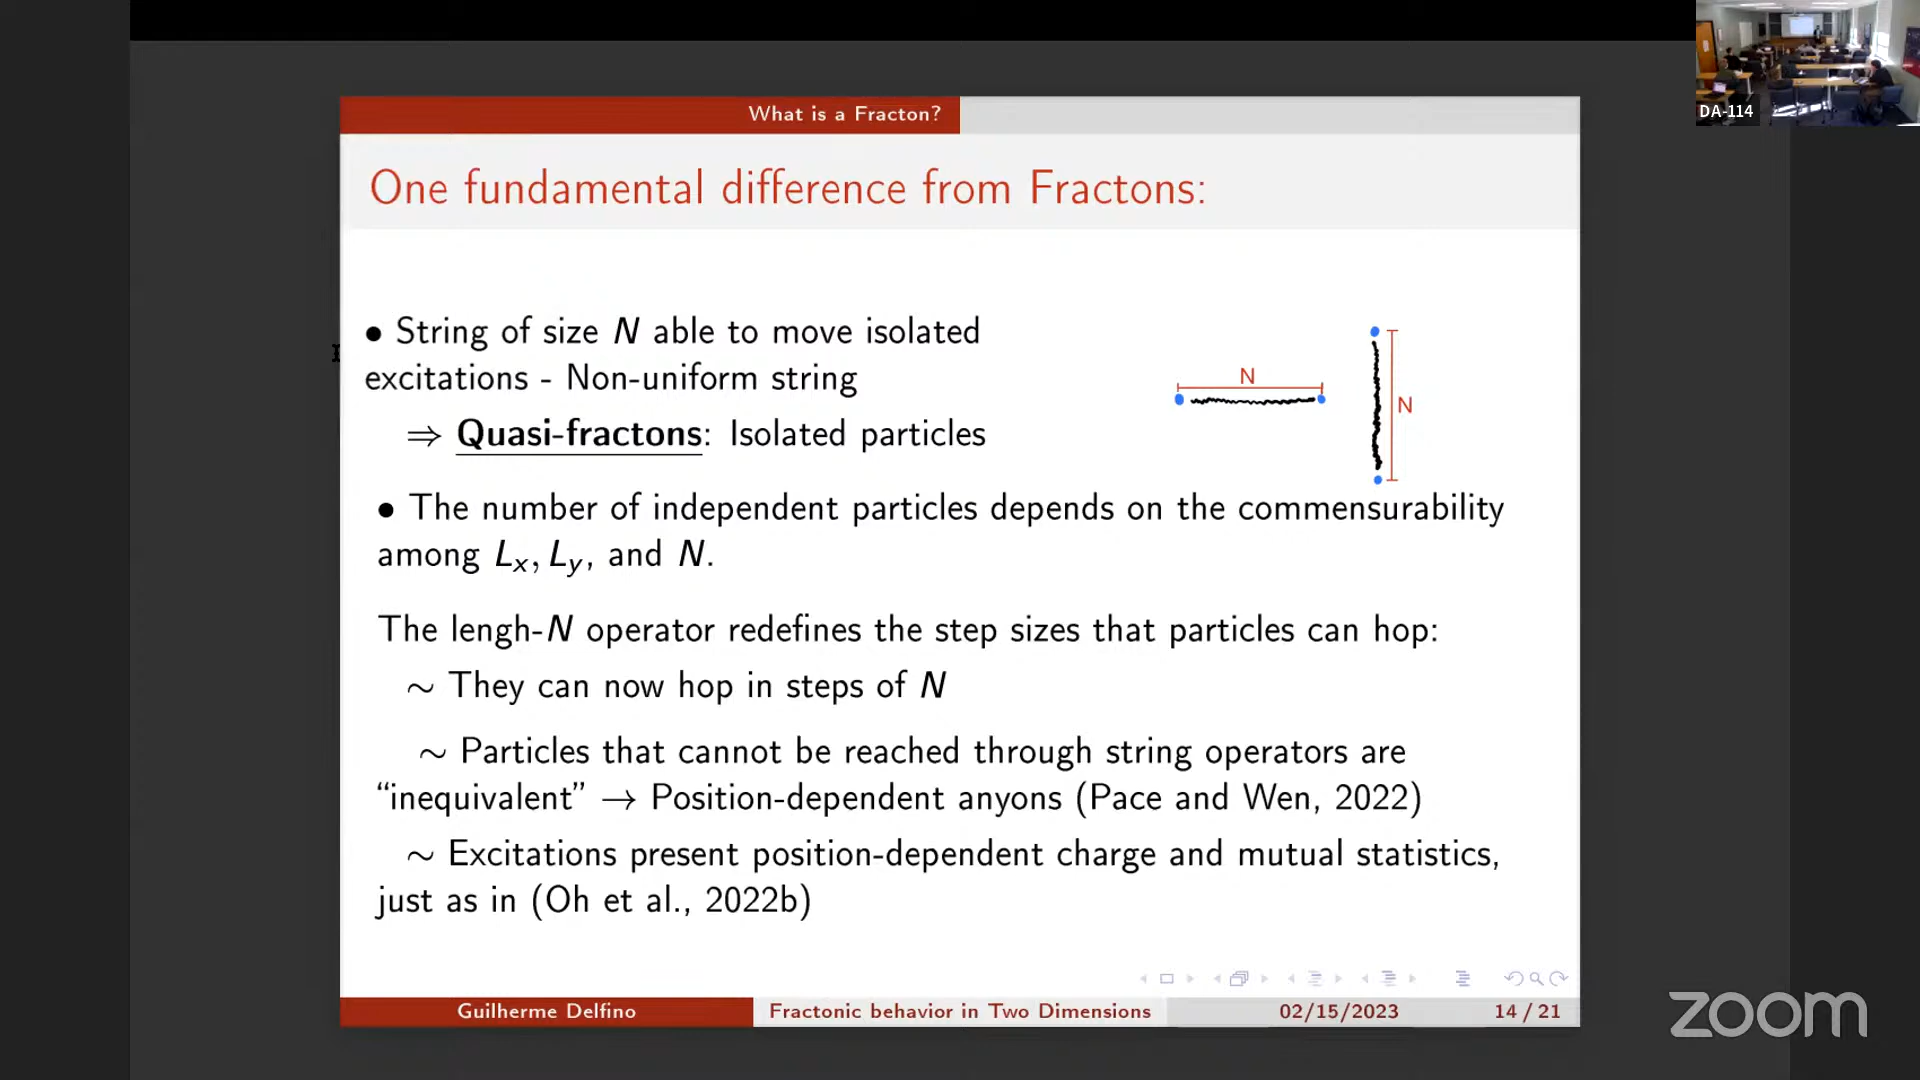 DA-114
What is a Fracton?
One fundamental difference from Fractons:
• String of size N able to move isolated
excitations - Non-uniform string
⇒ Quasi-fractons: Isolated particles
N
N
• The number of independent particles depends on the commensurability
among Lx, Ly, and N.
The lengh-N operator redefines the step sizes that particles can hop:
∼ They can now hop in steps of N
∼ Particles that cannot be reached through string operators are
“inequivalent” → Position-dependent anyons (Pace and Wen, 2022)
∼ Excitations present position-dependent charge and mutual statistics,
just as in (Oh et al., 2022b)
Guilherme Delfino
Fractonic behavior in Two Dimensions
02/15/2023
14 / 21
zoom